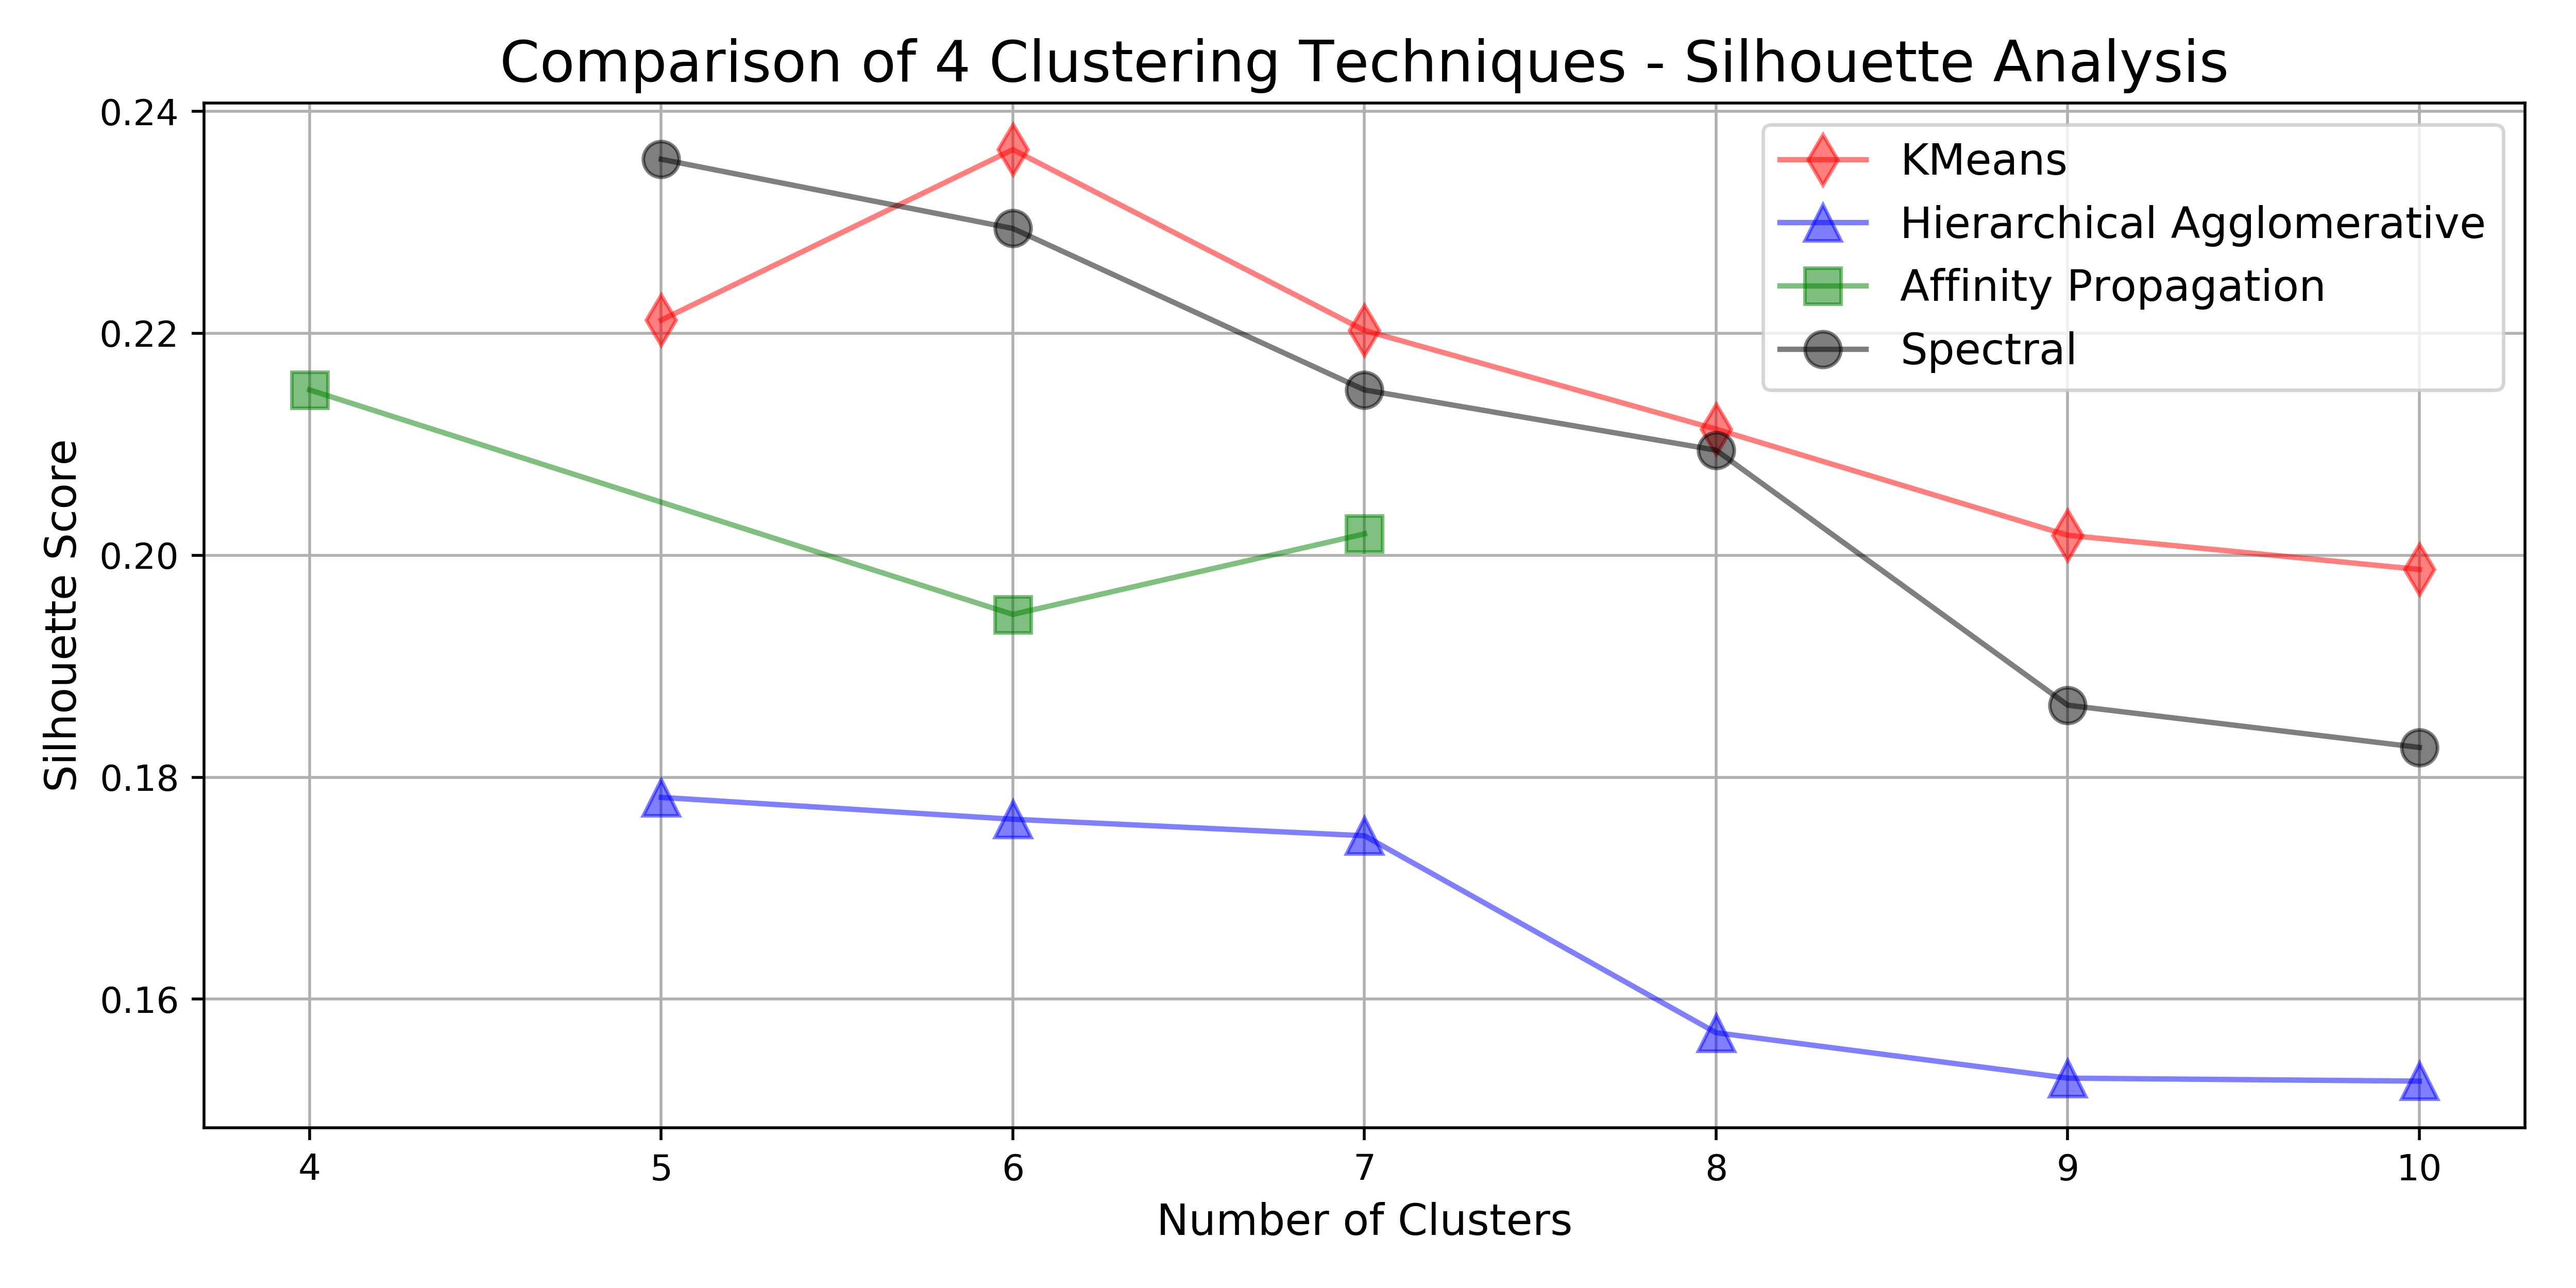 Comparison of 4 Clustering Techniques - Silhouette Analysis
KMeans
Hierarchical Agglomerative
Affinity Propagation
Spectral
Silhouette Score
0.24
0.22
0.20
0.18
0.16
4 5 6 7 8 9 10
Number of Clusters